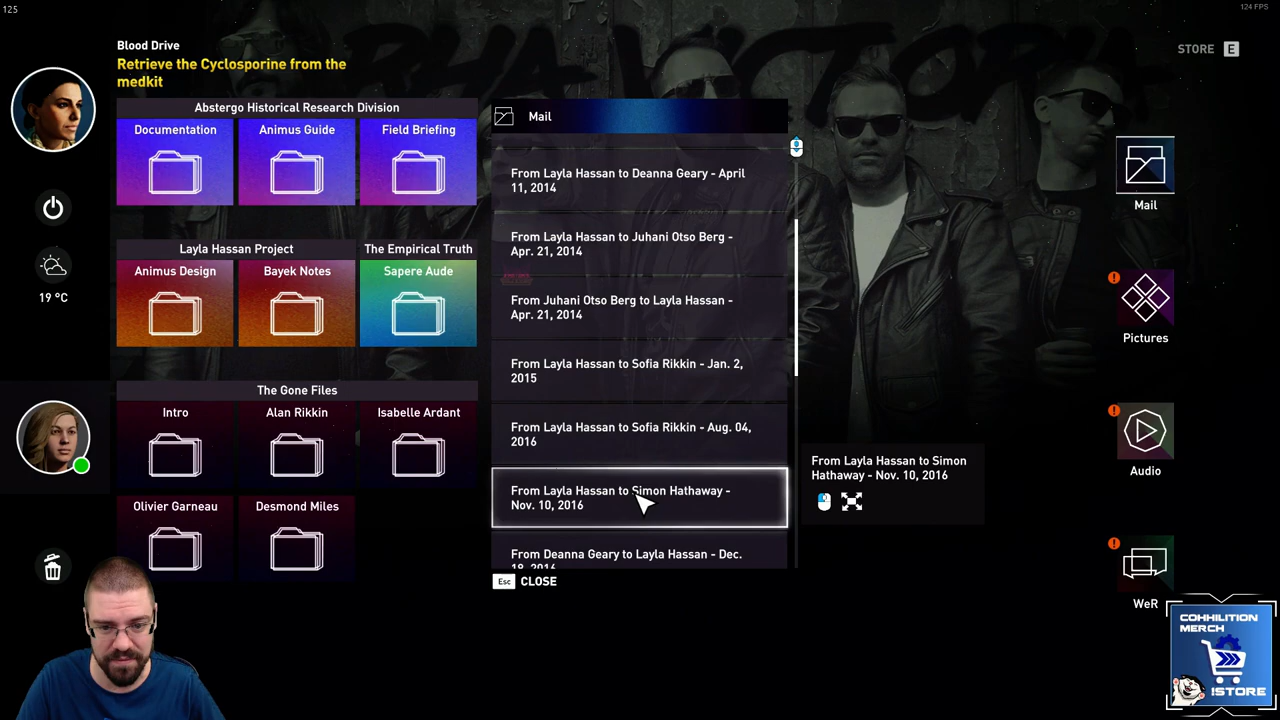 125
124 FPS
Blood Drive
Retrieve the Cyclosporine from the
medkit
STORE E
Abstergo Historical Research Division
Documentation
Animus Guide
Field Briefing
Layla Hassan Project
The Empirical Truth
Animus Design
Bayek Notes
Sapere Aude
19 °C
The Gone Files
Intro
Alan Rikkin
Isabelle Ardant
Olivier Garneau
Desmond Miles
Mail
From Layla Hassan to Deanna Geary - April
11, 2014
From Layla Hassan to Juhani Otso Berg -
Apr. 21, 2014
From Juhani Otso Berg to Layla Hassan -
Apr. 21, 2014
From Layla Hassan to Sofia Rikkin - Jan. 2,
2015
From Layla Hassan to Sofia Rikkin - Aug. 04,
2016
From Layla Hassan to Simon Hathaway -
Nov. 10, 2016
From Deanna Geary to Layla Hassan - Dec.
18, 2016
Esc CLOSE
From Layla Hassan to Simon
Hathaway - Nov. 10, 2016
Mail
Pictures
Audio
WeR
COHHILITION
MERCH
ISTORE